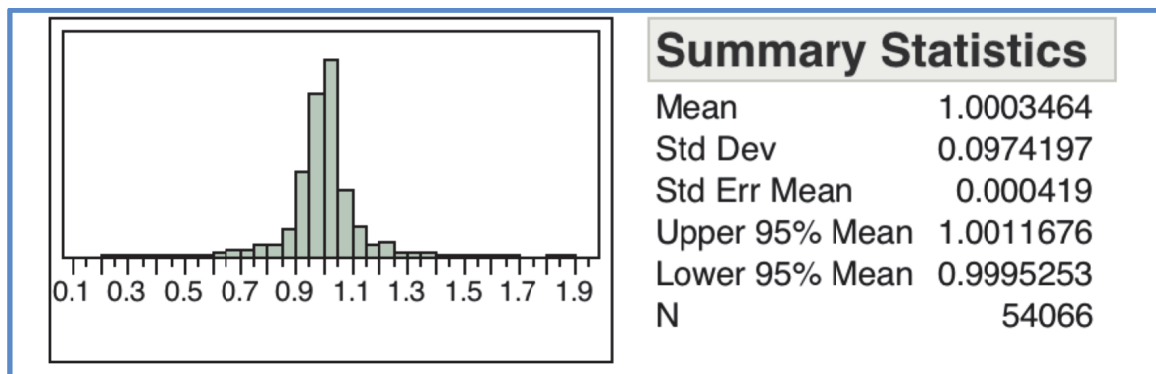 0.1 0.3 0.5 0.7 0.9 1.1 1.3 1.5 1.7 1.9
Summary Statistics
Mean 1.0003464
Std Dev 0.0974197
Std Err Mean 0.000419
Upper 95% Mean 1.0011676
Lower 95% Mean 0.9995253
N 54066